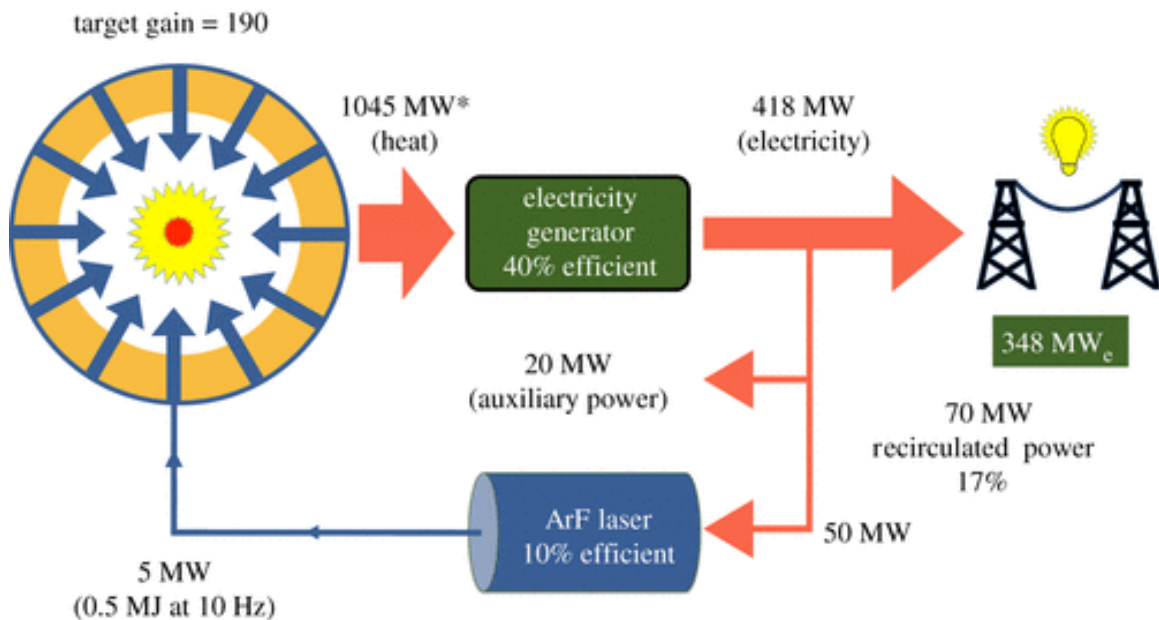 target gain = 190
1045 MW*
(heat)
electricity
generator
40% efficient
418 MW
(electricity)
348 MWₑ
20 MW
(auxiliary power)
70 MW
recirculated power
17%
ArF laser
10% efficient
50 MW
5 MW
(0.5 MJ at 10 Hz)